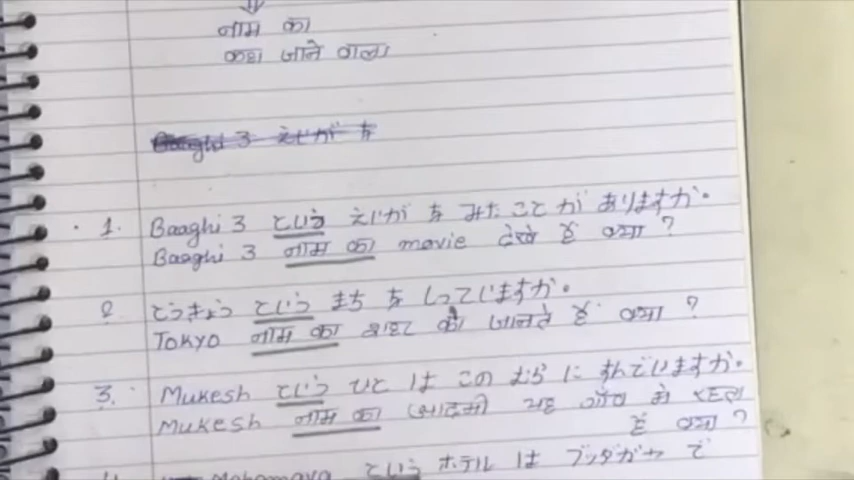 नाम का
कहा जाने वाला
Baaghi 3 えいがを
1. Baaghi 3 という えいが を みたことが ありますか。
Baaghi 3 नाम का movie देखे हैं क्या ?
2 とうきょう という まち を しっていますか。
Tokyo नाम का शहर को जानते हैं क्या ?
3. Mukesh という ひと は この むら に すんでいますか。
Mukesh नाम का आदमी यह गाँव में रहता
है क्या ?
Mahamaya という ホテル は ブッダガヤ で